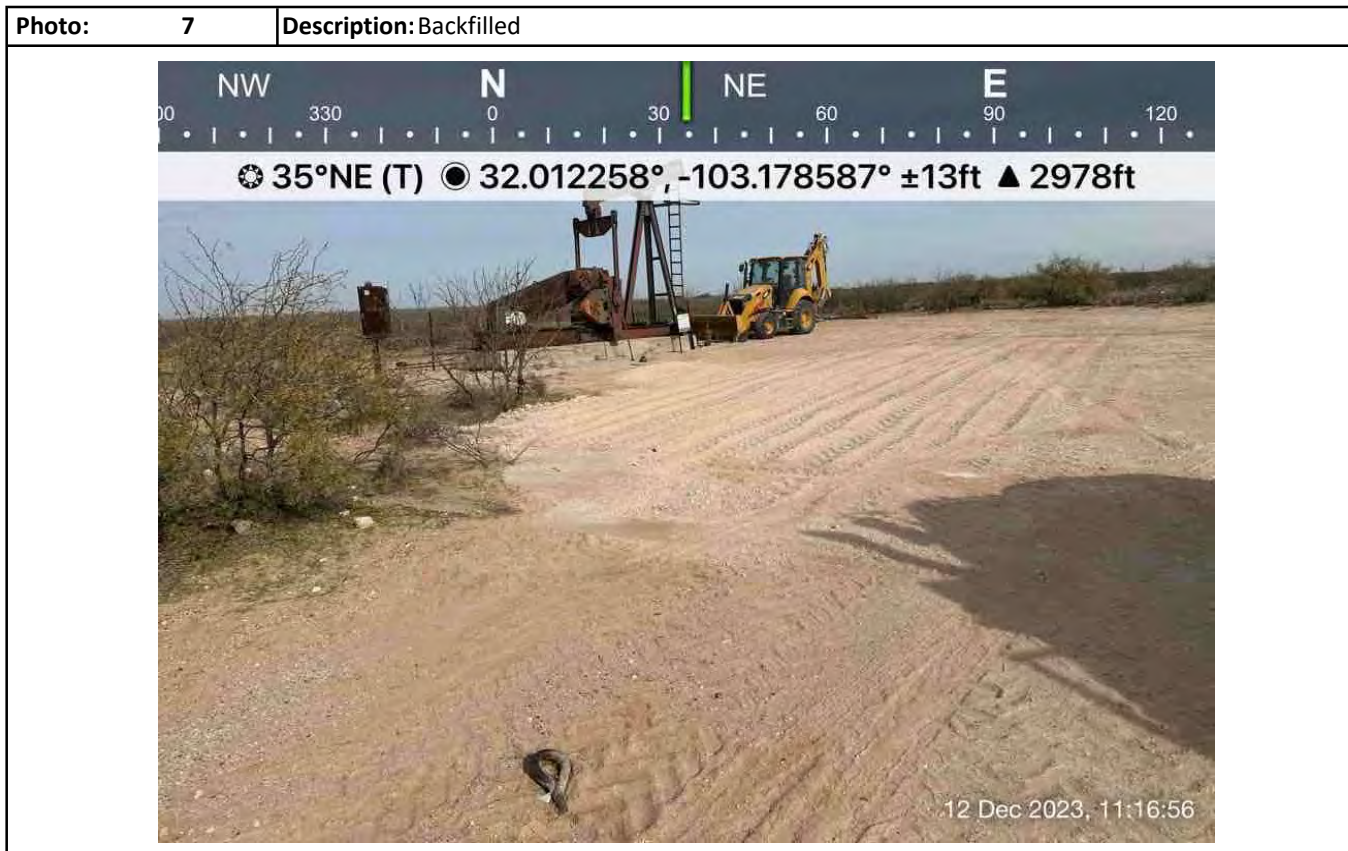 Photo: 7 Description: Backfilled
NW N NE E
00 330 0 30 60 90 120
35°NE (T) 32.012258°, -103.178587° ±13ft ▲ 2978ft
12 Dec 2023, 11:16:56